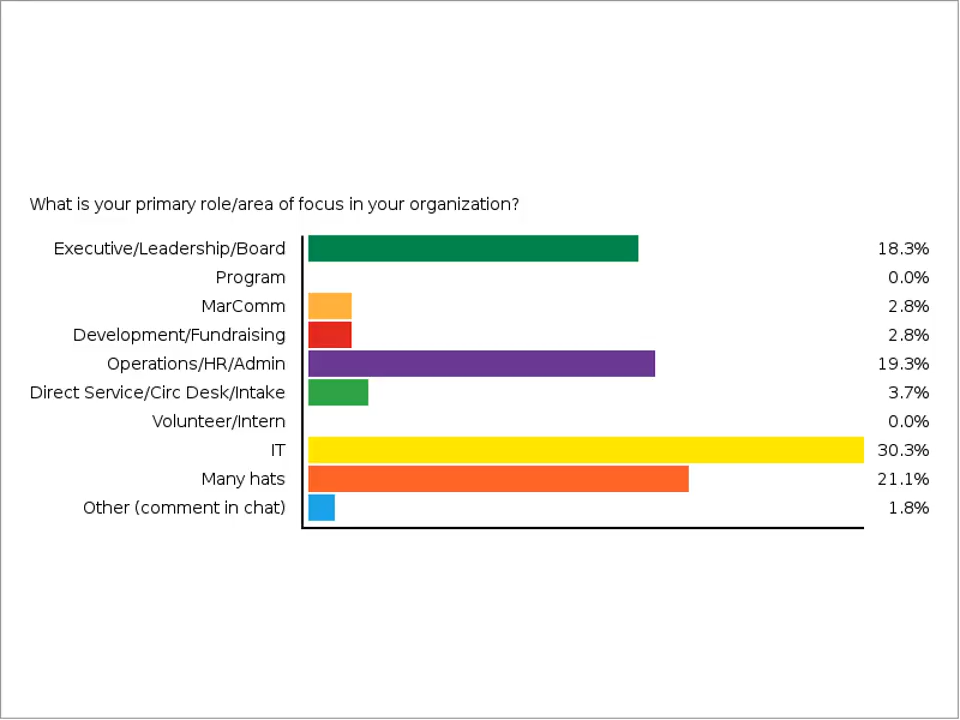 What is your primary role/area of focus in your organization?
Executive/Leadership/Board 18.3%
Program 0.0%
MarComm 2.8%
Development/Fundraising 2.8%
Operations/HR/Admin 19.3%
Direct Service/Circ Desk/Intake 3.7%
Volunteer/Intern 0.0%
IT 30.3%
Many hats 21.1%
Other (comment in chat) 1.8%